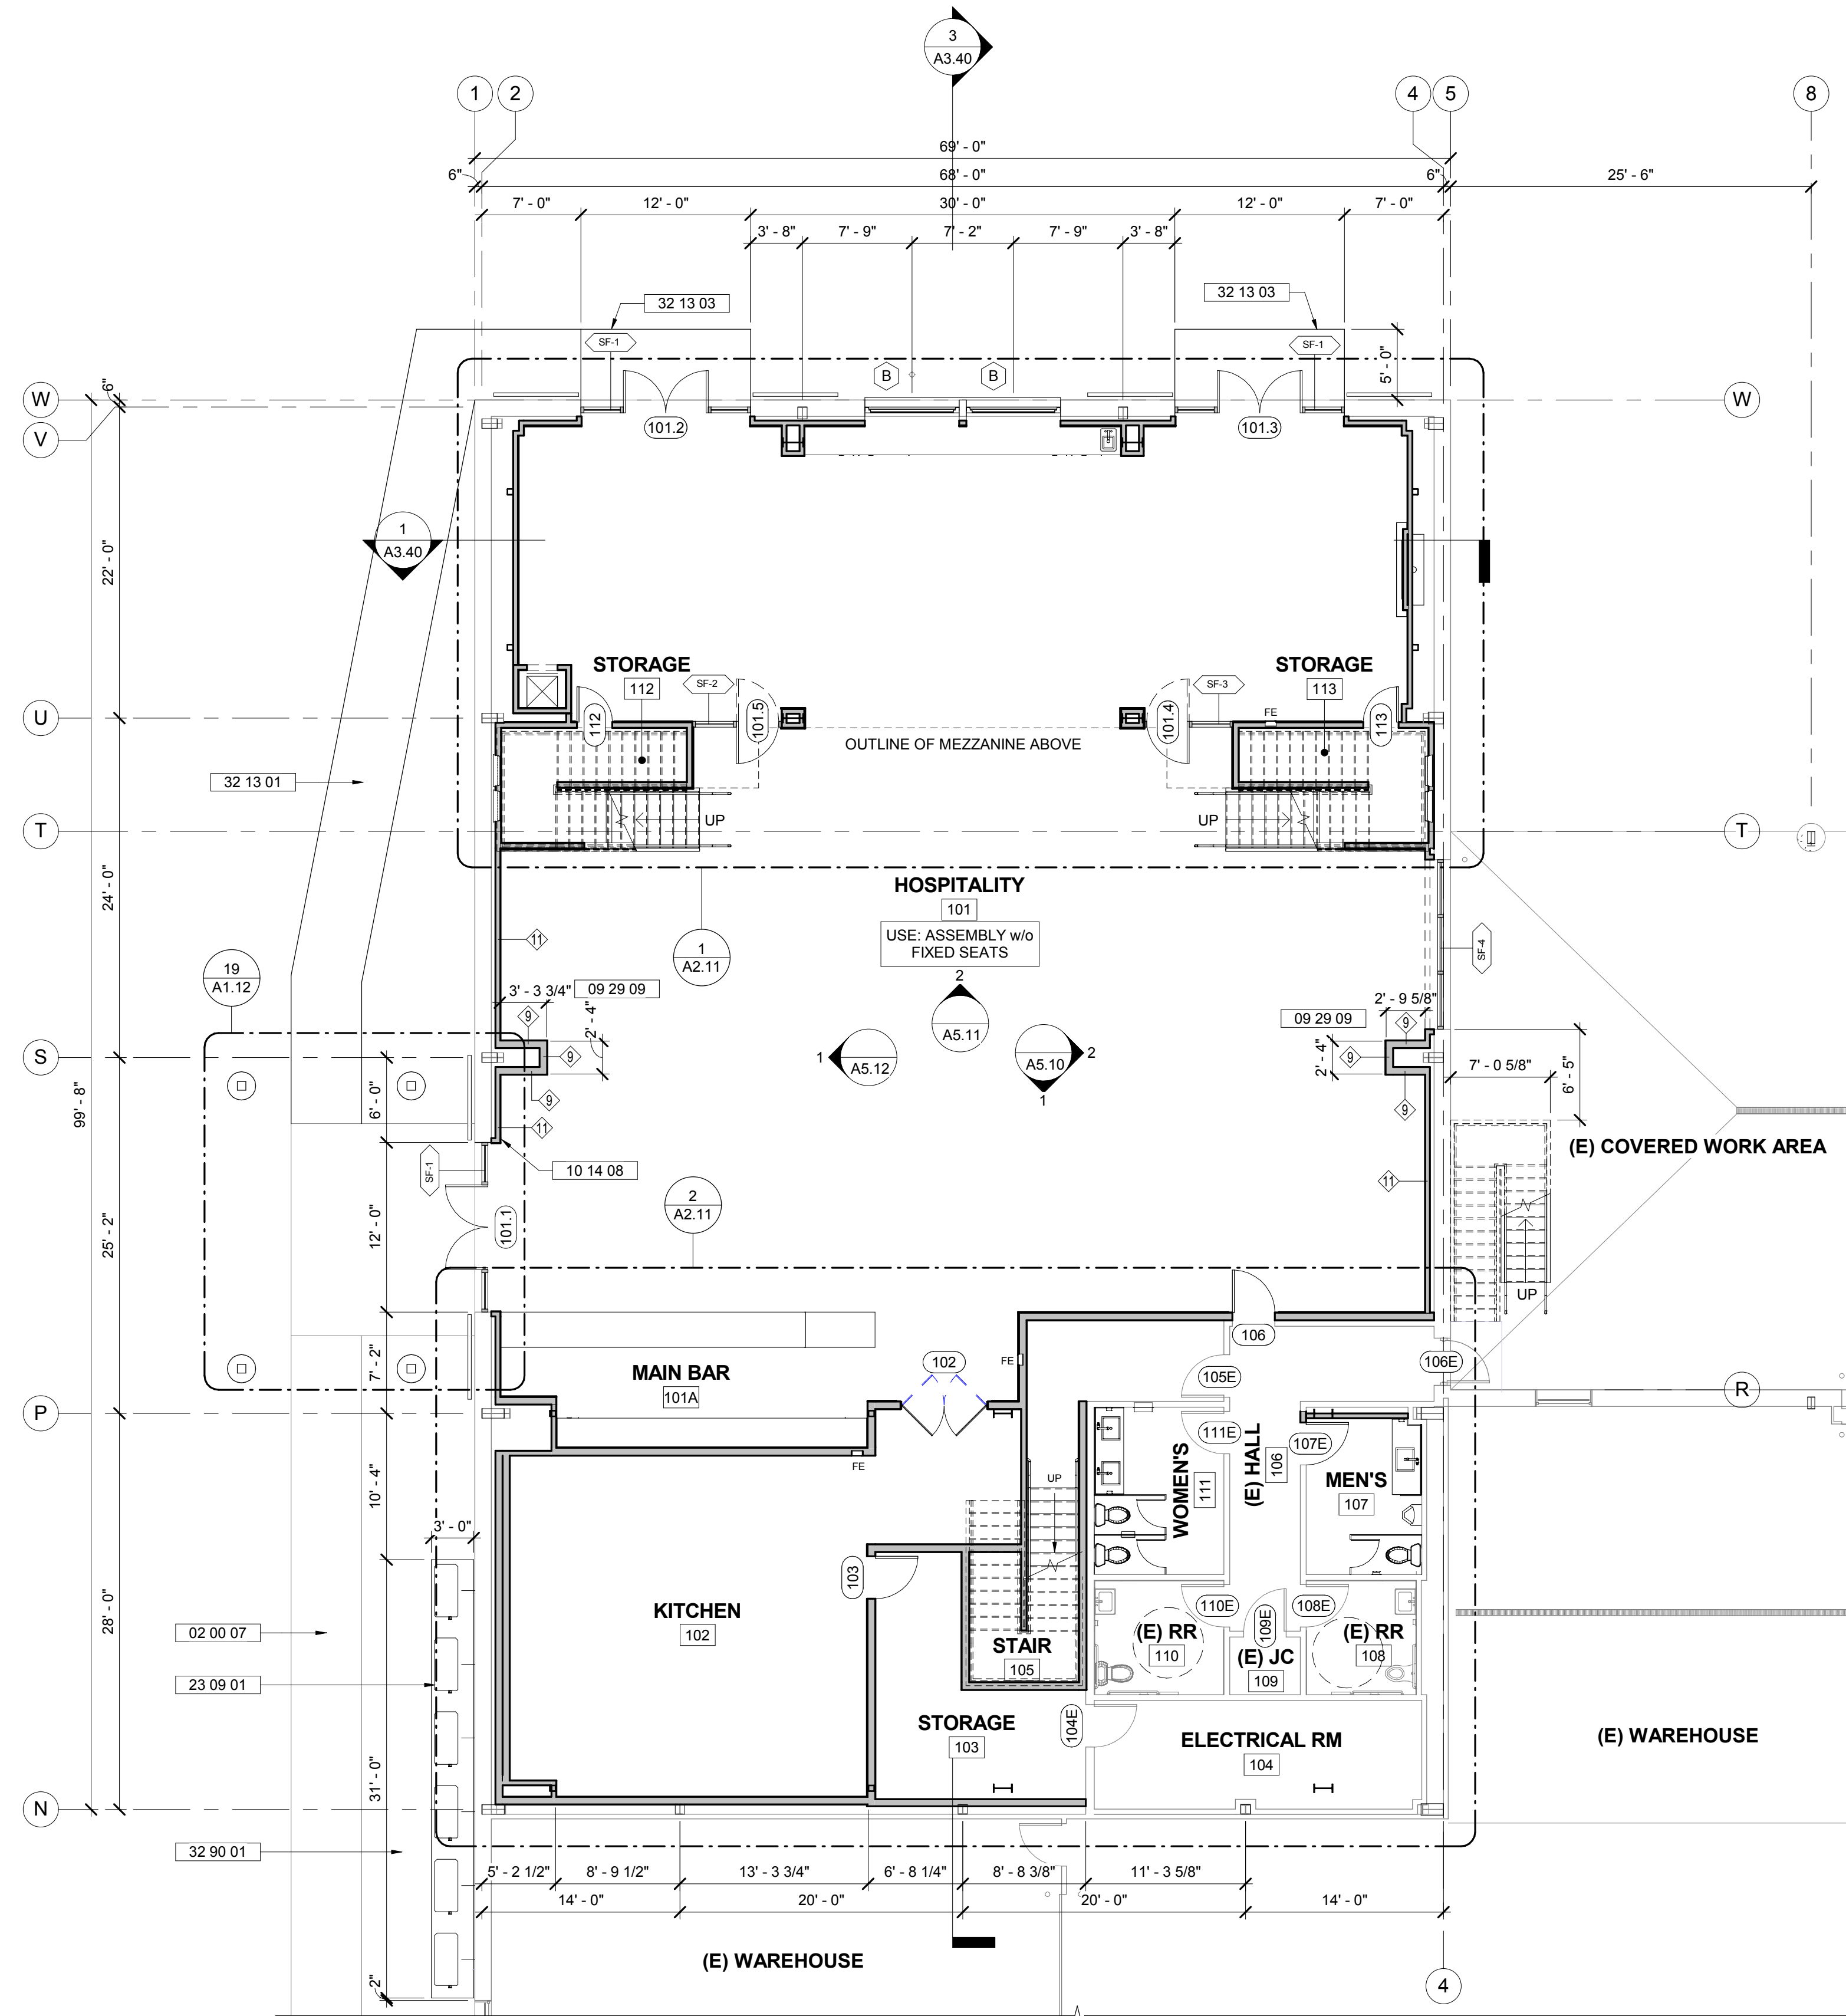 3
A3.40
1
2
4
5
8
69' - 0"
6"
68' - 0"
6"
25' - 6"
7' - 0"
12' - 0"
30' - 0"
12' - 0"
7' - 0"
3' - 8"
7' - 9"
7' - 2"
7' - 9"
3' - 8"
32 13 03
32 13 03
SF-1
SF-1
5' - 0"
B
B
W
6"
W
V
101.2
101.3
1
A3.40
22' - 0"
STORAGE
112
SF-2
STORAGE
113
SF-3
U
112
101.5
101.4
FE
113
OUTLINE OF MEZZANINE ABOVE
32 13 01
T
UP
UP
T
24' - 0"
HOSPITALITY
101
USE: ASSEMBLY w/o
FIXED SEATS
11
1
A2.11
SF-4
19
A1.12
3' - 3 3/4"
09 29 09
9
2' - 4"
2
A5.11
2' - 9 5/8"
09 29 09
9
S
9
1
A5.12
A5.10
2
1
2' - 4"
9
7' - 0 5/8"
6' - 5"
99' - 8"
6' - 0"
9
9
11
(E) COVERED WORK AREA
SF-1
10 14 08
11
2
A2.11
25' - 2"
12' - 0"
101.1
UP
106
7' - 2"
MAIN BAR
101A
102
FE
105E
106E
R
P
FE
111E
107E
WOMEN'S
111
(E) HALL
106
MEN'S
107
UP
10' - 4"
3' - 0"
103
28' - 0"
KITCHEN
102
110E
109E
108E
02 00 07
STAIR
105
(E) RR
110
(E) JC
109
(E) RR
108
23 09 01
STORAGE
103
104E
ELECTRICAL RM
104
(E) WAREHOUSE
31' - 0"
N
32 90 01
5' - 2 1/2"
8' - 9 1/2"
13' - 3 3/4"
6' - 8 1/4"
8' - 8 3/8"
11' - 3 5/8"
14' - 0"
20' - 0"
20' - 0"
14' - 0"
(E) WAREHOUSE
2"
4